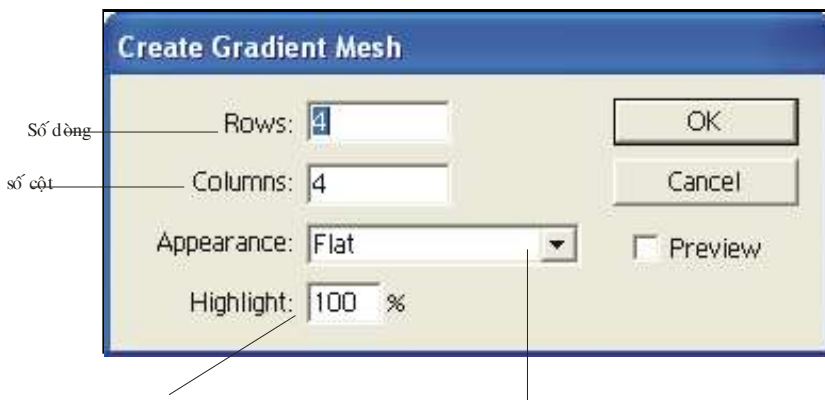 Create Gradient Mesh
Số dòng Rows: 4 OK
số cột Columns: 4 Cancel
Appearance: Flat Preview
Highlight: 100 %